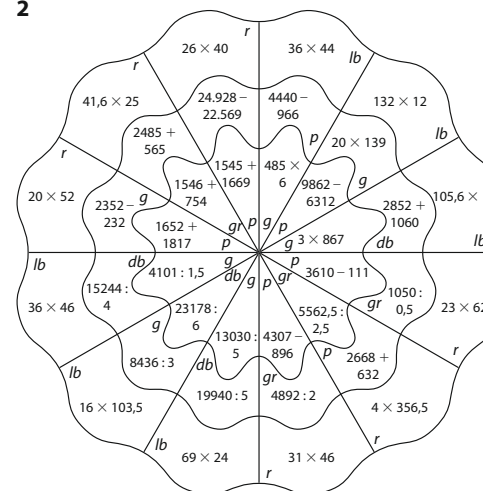 2
r
26 × 40
36 × 44
r
lb
41,6 × 25
24.928 –
22.569
4440 –
966
132 × 12
2485 +
565
p
20 × 139
lb
r
1545 +
1669
485 ×
6
1546 +
754
9862 –
6312
g
20 × 52
2352 –
232
g
2852 +
1060
105,6 ×
1652 +
1817
gr
p
g
p
p
g
3 × 867
db
lb
lb
db
g
4101 : 1,5
db
g
p
gr
p
3610 – 111
15244 :
4
gr
1050 :
0,5
36 × 46
23178 :
6
5562,5 :
2,5
23 × 62
g
13030 :
5
4307 –
896
8436 : 3
db
gr
p
2668 +
632
r
lb
19940 : 5
4892 : 2
16 × 103,5
4 × 356,5
lb
69 × 24
31 × 46
r
r